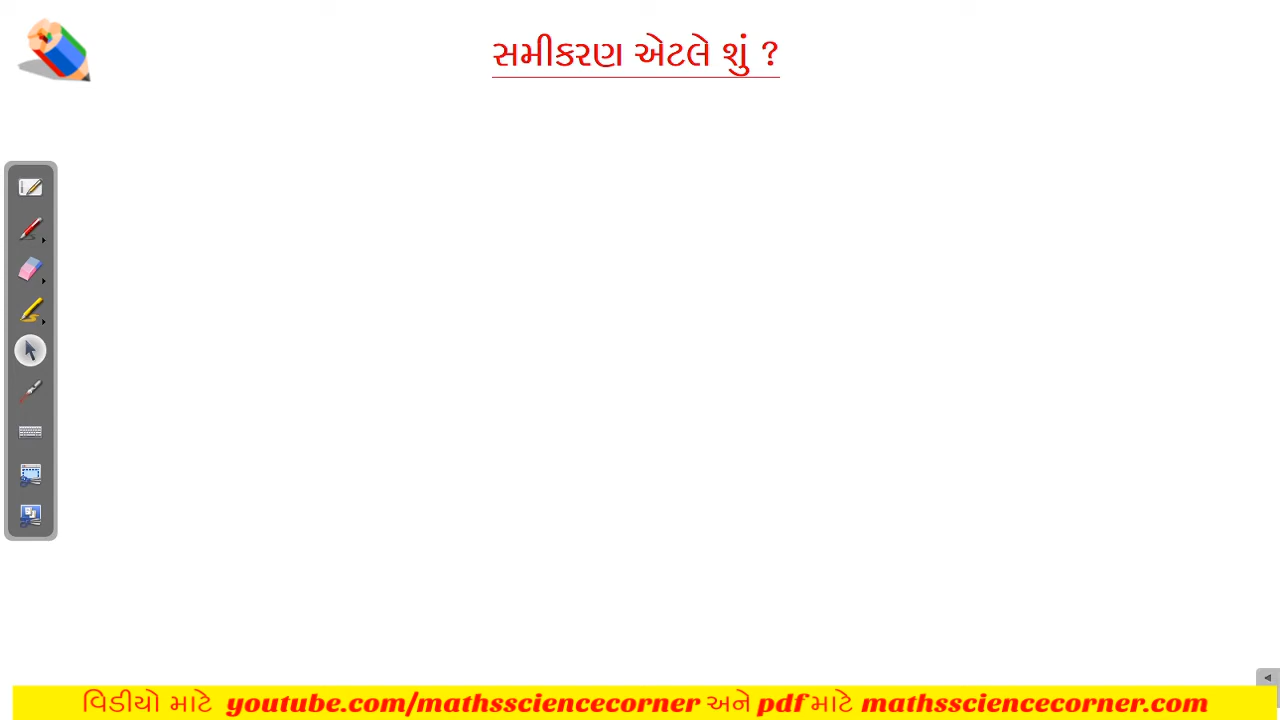 સમીકરણ એટલે શું ?
વિડીયો માટે youtube.com/mathssciencecorner અને pdf માટે mathssciencecorner.com